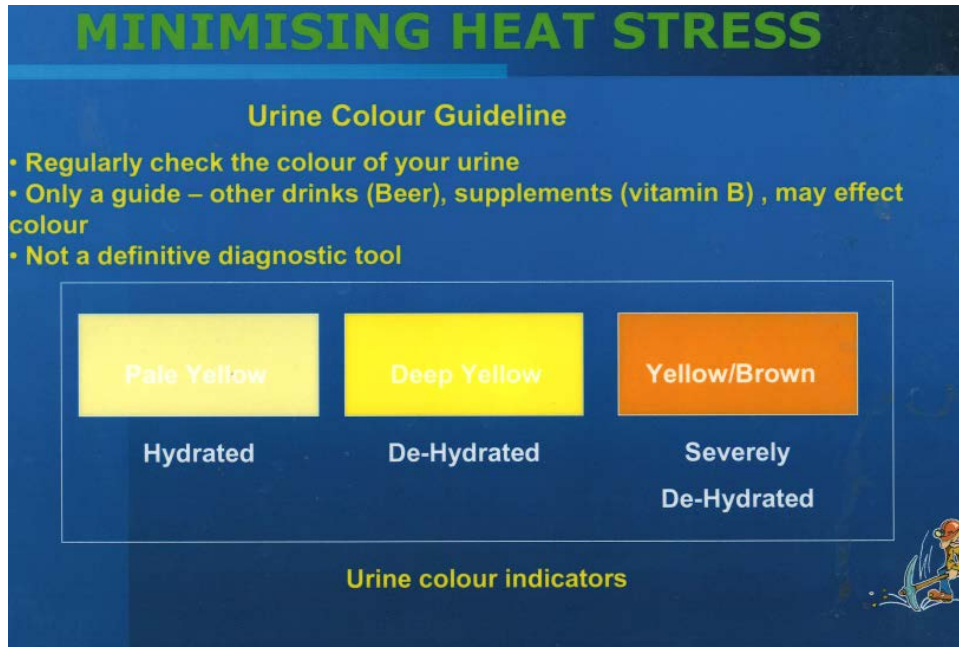 MINIMISING HEAT STRESS
Urine Colour Guideline
• Regularly check the colour of your urine
• Only a guide – other drinks (Beer), supplements (vitamin B) , may effect
colour
• Not a definitive diagnostic tool
Pale Yellow
Deep Yellow
Yellow/Brown
Hydrated
De-Hydrated
Severely
De-Hydrated
Urine colour indicators